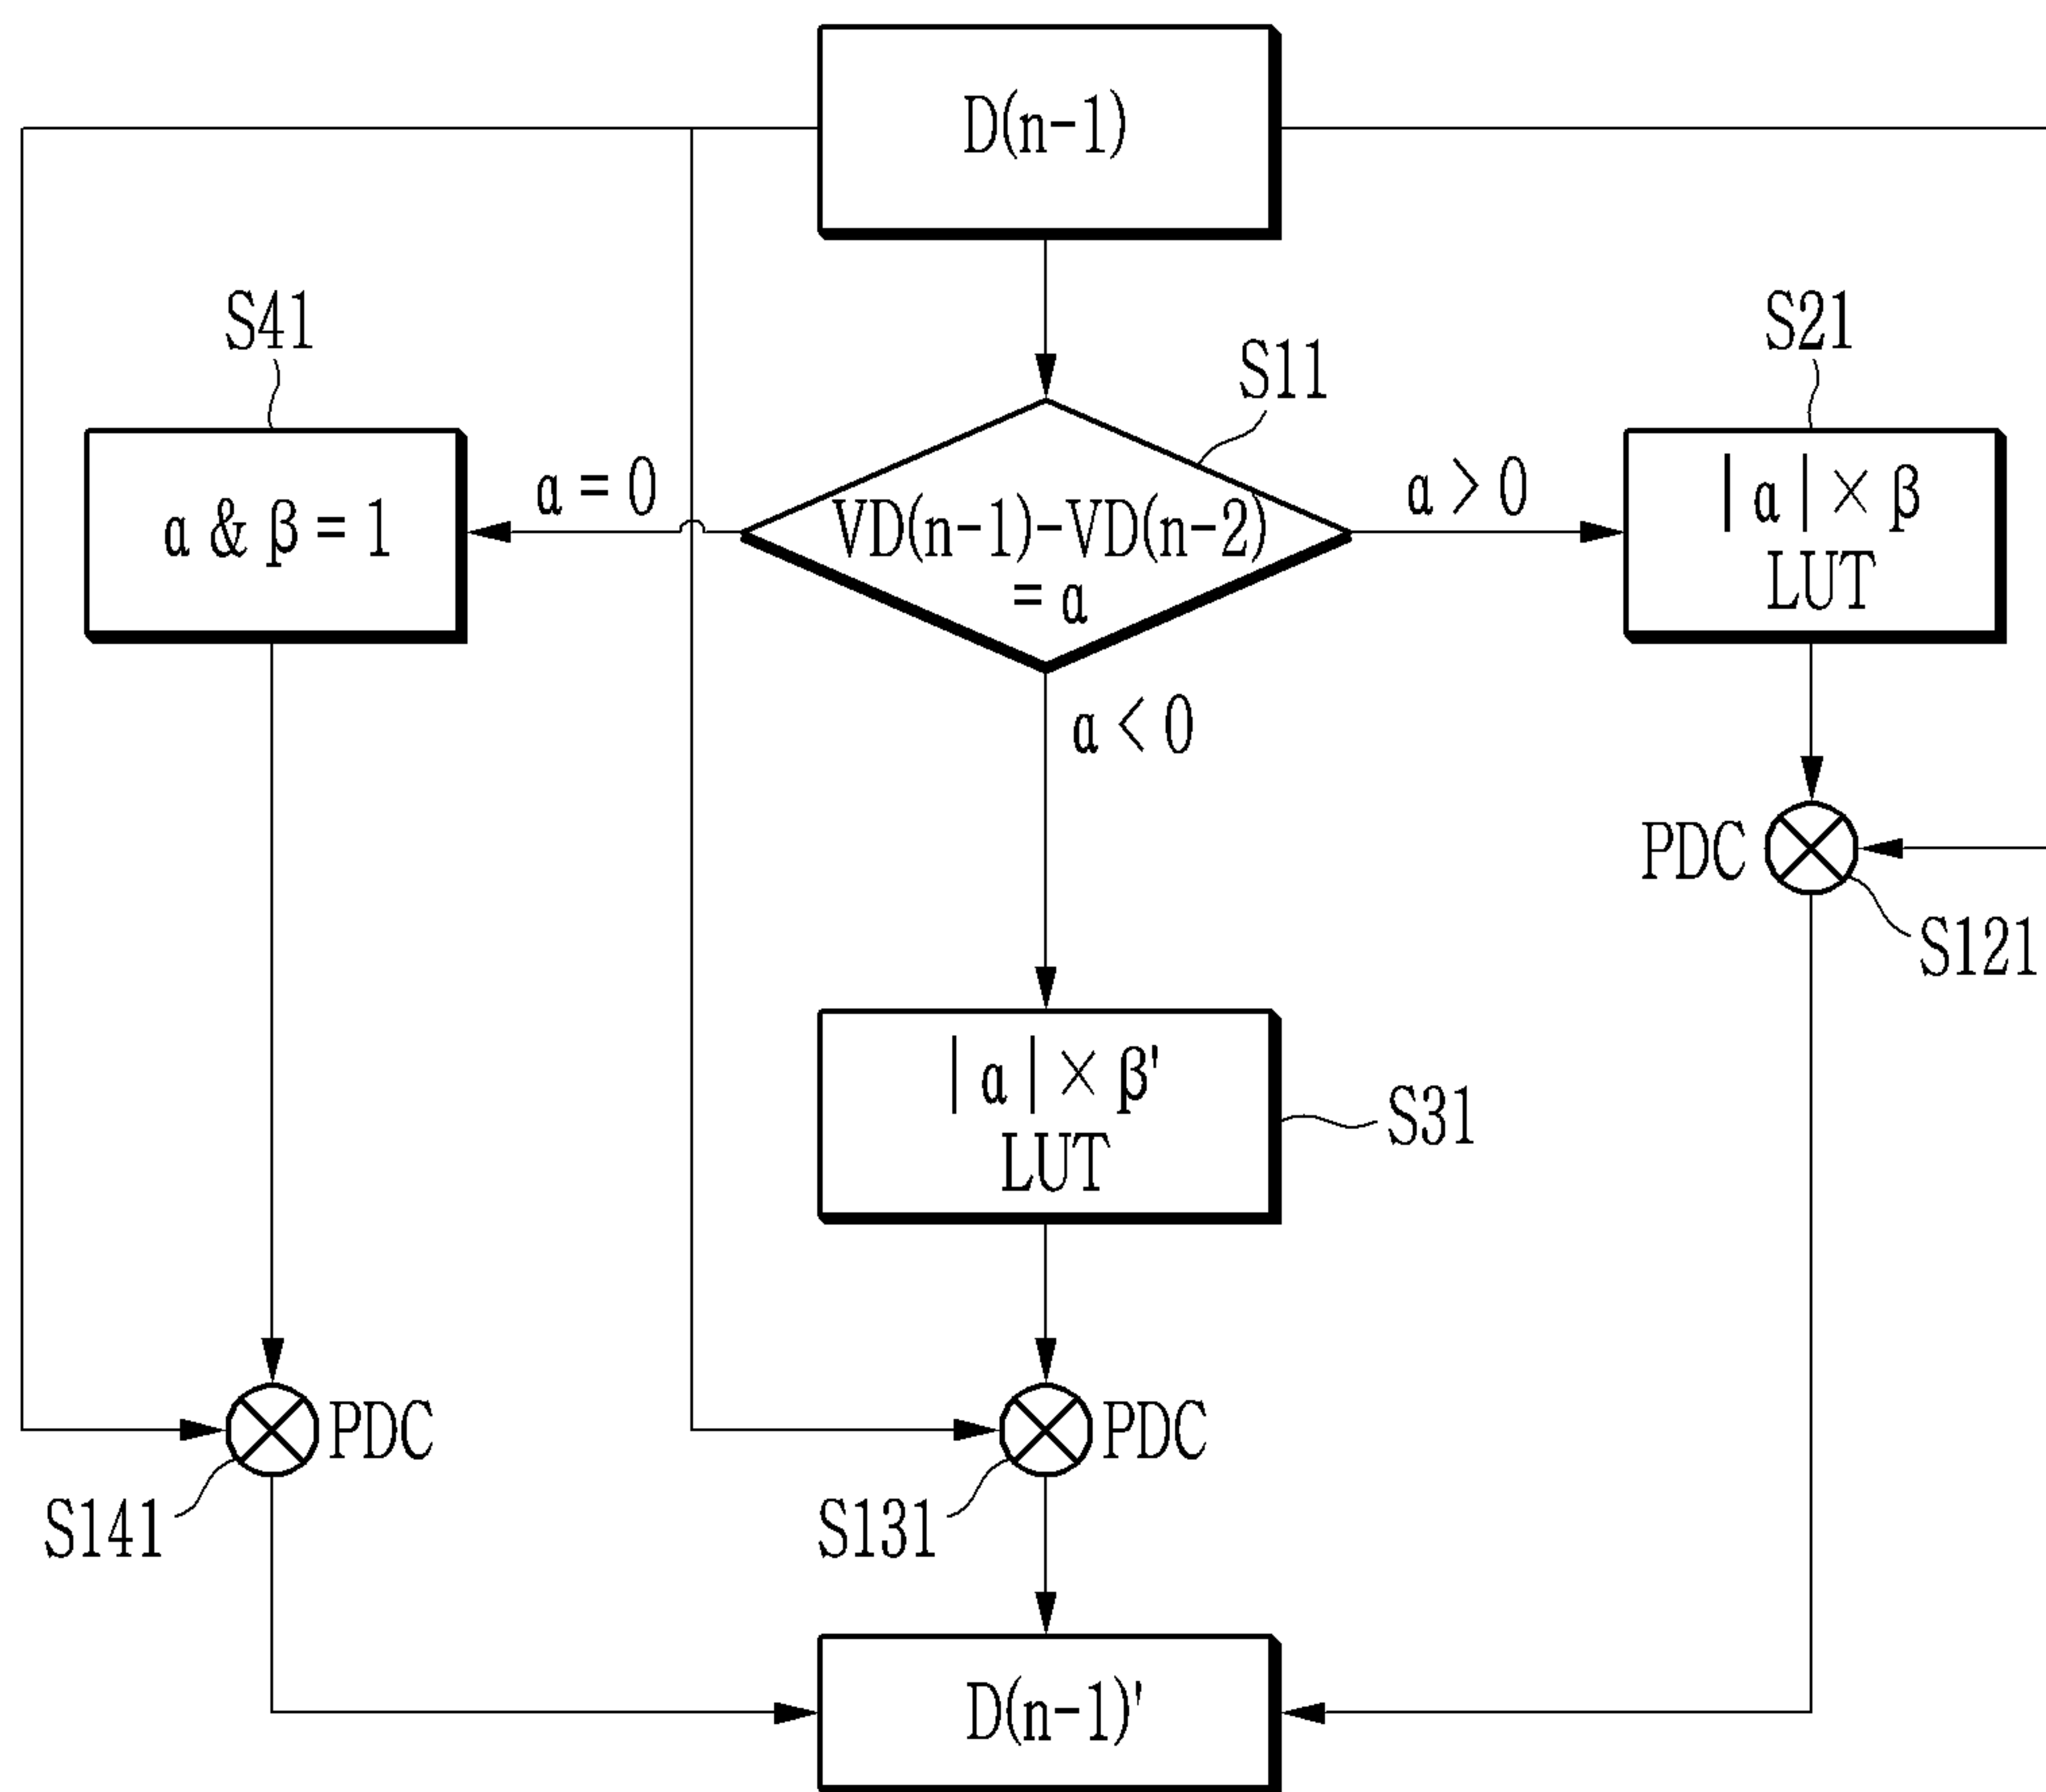 D(n-1)
S41
S11
S21
α & β = 1
α = 0
VD(n-1)-VD(n-2)
= α
α > 0
|α| × β
LUT
α < 0
PDC
S121
|α| × β'
LUT
S31
PDC
PDC
S141
S131
D(n-1)'